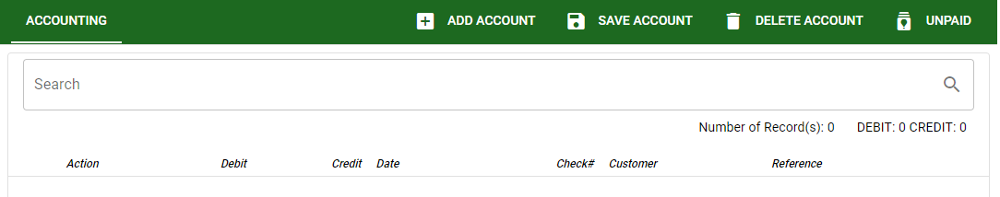 ACCOUNTING ADD ACCOUNT SAVE ACCOUNT DELETE ACCOUNT UNPAID
Search
Number of Record(s): 0 DEBIT: 0 CREDIT: 0
Action Debit Credit Date Check# Customer Reference